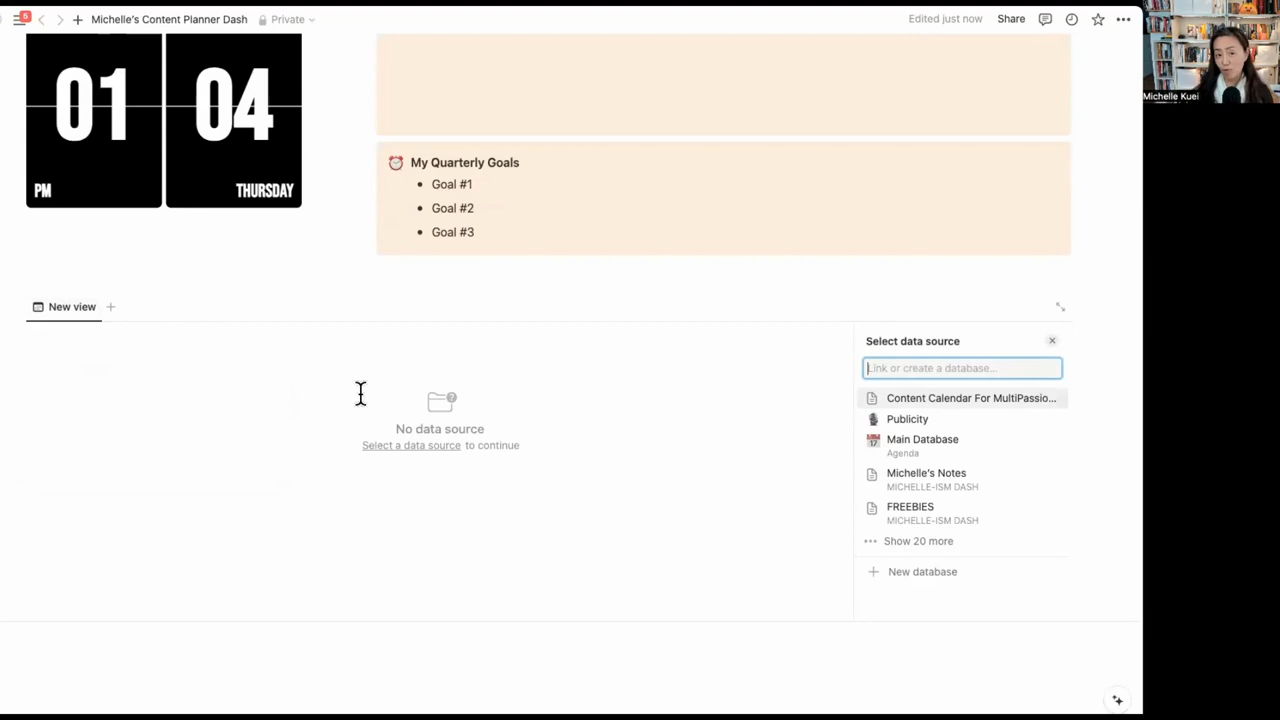 5
Michelle's Content Planner Dash
Private
Edited just now
Share
Michelle Kuei
01
04
PM
THURSDAY
My Quarterly Goals
• Goal #1
• Goal #2
• Goal #3
New view
Select data source
Link or create a database...
No data source
Select a data source to continue
Content Calendar For MultiPassio...
Publicity
17
Main Database
Agenda
Michelle's Notes
MICHELLE-ISM DASH
FREEBIES
MICHELLE-ISM DASH
Show 20 more
New database